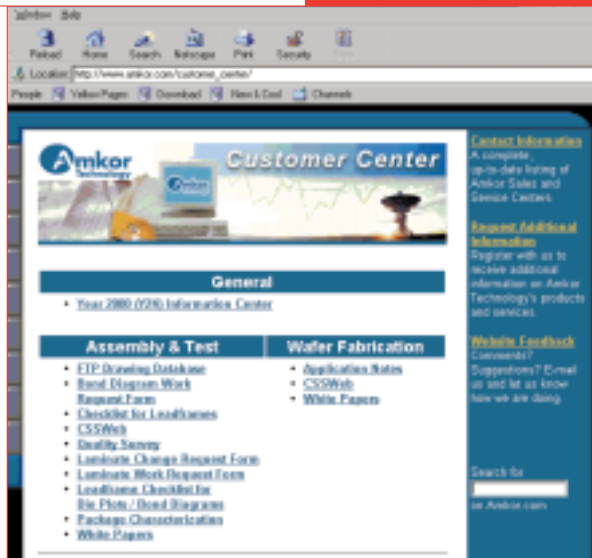 Window Help
Reload Home Search Netscape Print Security
Location: http://www.amkor.com/customer_center/
People Yellow Pages Download New & Cool Channels
Amkor
Technology
Customer Center
Amkor
General
Year 2000 (Y2K) Information Center
Assembly & Test
FTP Drawing Database
Bond Diagram Work
Request Form
Checklist for Leadframes
CSSWeb
Quality Survey
Laminate Change Request Form
Laminate Work Request Form
Leadframe Checklist for
Die Plots / Bond Diagrams
Package Characterization
White Papers
Wafer Fabrication
Application Notes
CSSWeb
White Papers
Contact Information
A complete,
up-to-date listing of
Amkor Sales and
Service Centers.
Request Additional
Information
Register with us to
receive additional
information on Amkor
Technology's products
and services.
Website Feedback
Comments?
Suggestions? E-mail
us and let us know
how we are doing.
Search for
on Amkor.com